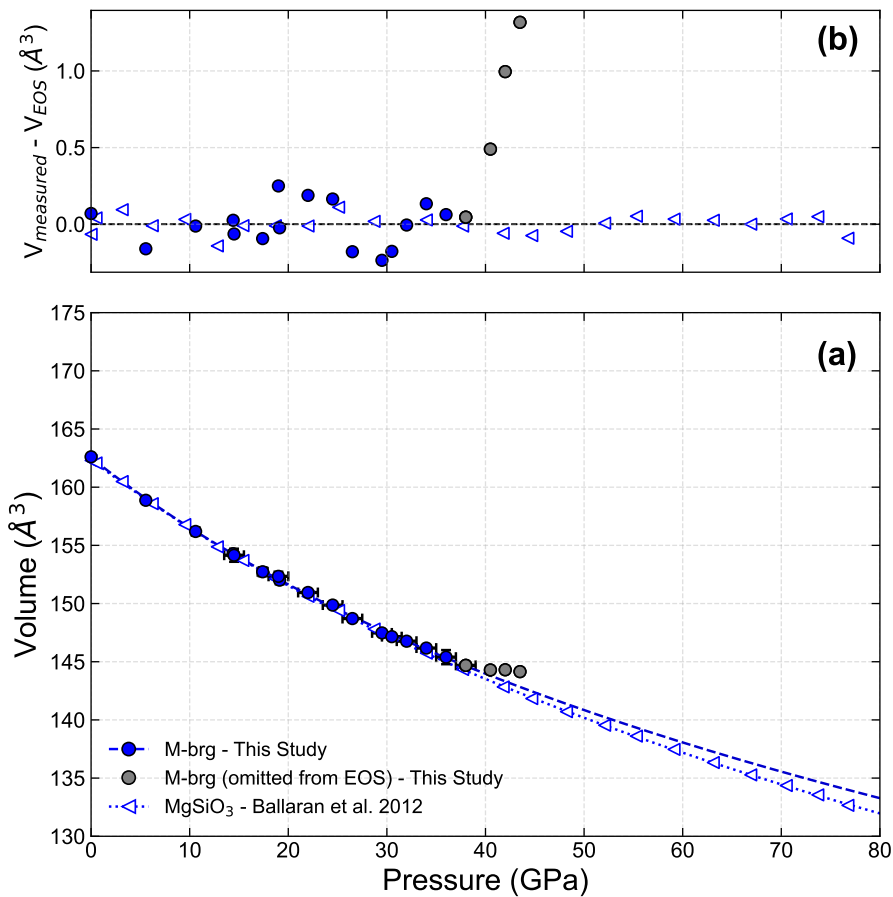 (b)
V_measured - V_EOS (Å^3)
1.0
0.5
0.0
(a)
Volume (Å^3)
175
170
165
160
155
150
145
140
135
130
M-brg - This Study
M-brg (omitted from EOS) - This Study
MgSiO₃ - Ballaran et al. 2012
0 10 20 30 40 50 60 70 80
Pressure (GPa)